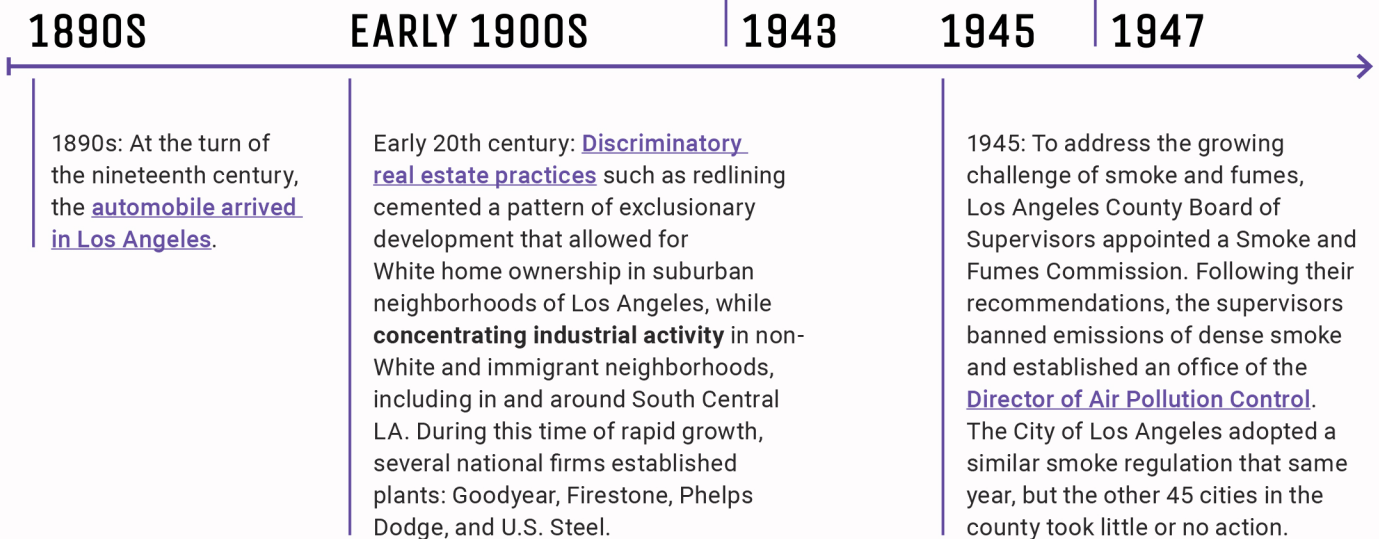 1890S
EARLY 1900S
1943
1945
1947
1890s: At the turn of
the nineteenth century,
the automobile arrived
in Los Angeles.
Early 20th century: Discriminatory
real estate practices such as redlining
cemented a pattern of exclusionary
development that allowed for
White home ownership in suburban
neighborhoods of Los Angeles, while
concentrating industrial activity in non-
White and immigrant neighborhoods,
including in and around South Central
LA. During this time of rapid growth,
several national firms established
plants: Goodyear, Firestone, Phelps
Dodge, and U.S. Steel.
1945: To address the growing
challenge of smoke and fumes,
Los Angeles County Board of
Supervisors appointed a Smoke and
Fumes Commission. Following their
recommendations, the supervisors
banned emissions of dense smoke
and established an office of the
Director of Air Pollution Control.
The City of Los Angeles adopted a
similar smoke regulation that same
year, but the other 45 cities in the
county took little or no action.